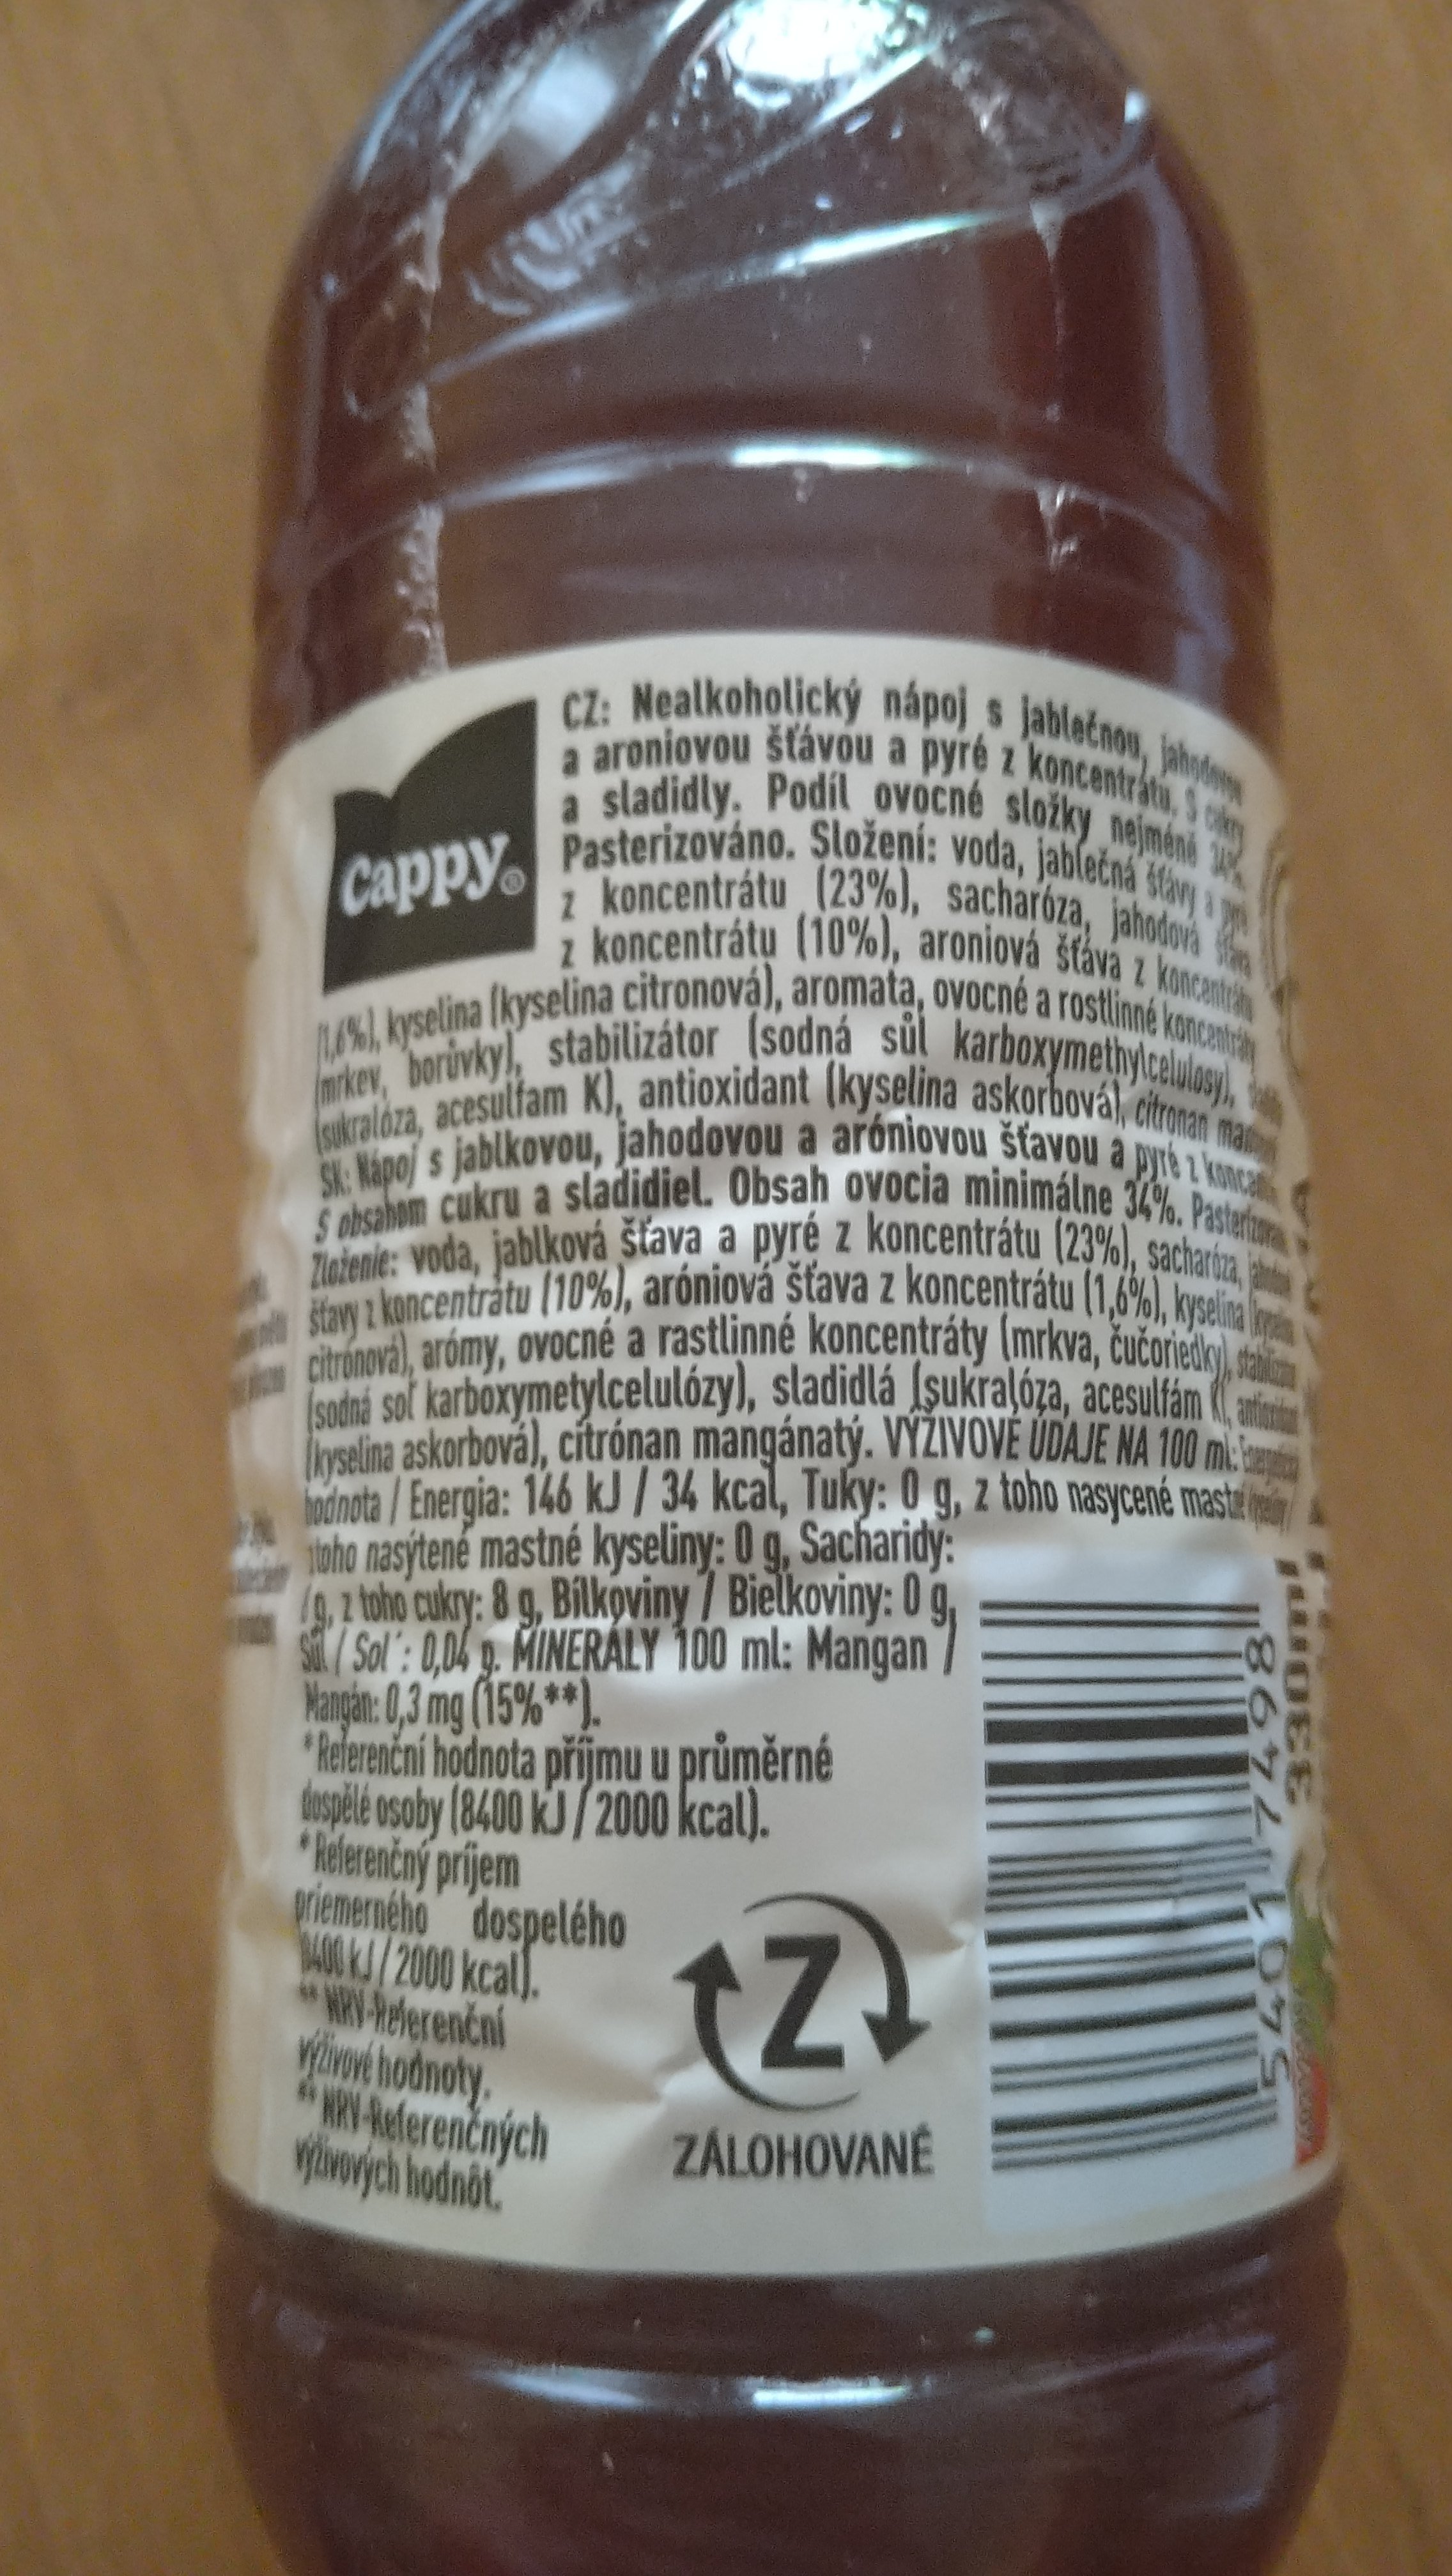 cappy®
CZ: Nealkoholický nápoj s jablečnou, jahodovou
a aroniovou šťávou a pyré z koncentrátu. S cukry
a sladidly. Podíl ovocné složky nejméně 34%.
Pasterizováno. Složení: voda, jablečná šťávy a pyré
z koncentrátu (23%), sacharóza, jahodová šťáva
z koncentrátu (10%), aroniová šťáva z koncentrátu
(1,6%), kyselina (kyselina citronová), aromata, ovocné a rostlinné koncentráty
(mrkev, borůvky), stabilizátor (sodná sůl karboxymethylcelulosy),
(sukralóza, acesulfam K), antioxidant (kyselina askorbová), citronan
SK: Nápoj s jablkovou, jahodovou a aróniovou šťavou a pyré z
S obsahom cukru a sladidiel. Obsah ovocia minimálne 34%.
Zloženie: voda, jablková šťava a pyré z koncentrátu (23%), sacharóza,
šťavy z koncentrátu (10%), aróniová šťava z koncentrátu (1,6%), kyselina
citrónová), arómy, ovocné a rastlinné koncentráty (mrkva, čučoriedky),
(sodná soľ karboxymetylcelulózy), sladidlá (sukralóza, acesulfám K),
(kyselina askorbová), citrónan mangánatý. VÝŽIVOVÉ ÚDAJE NA 100 ml:
hodnota / Energia: 146 kJ / 34 kcal, Tuky: 0 g, z toho nasycené
toho nasýtené mastné kyseliny: 0 g, Sacharidy:
g, z toho cukry: 8 g, Bílkoviny / Bielkoviny: 0 g,
Sůl / Sol´: 0,04 g. MINERÁLY 100 ml: Mangan /
Mangán: 0,3 mg (15%**).
*Referenční hodnota příjmu u průměrné
dospělé osoby (8400 kJ / 2000 kcal).
*Referenčný príjem
priemerného dospelého
(8400 kJ / 2000 kcal).
** NRV-Referenční
výživové hodnoty.
** NRV-Referenčných
výživových hodnôt.
Z
ZÁLOHOVANÉ
54017498
330ml